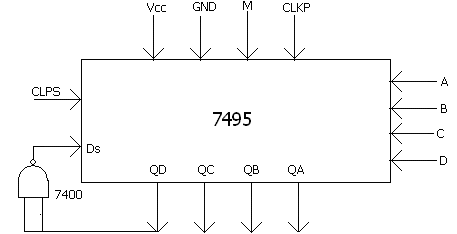 Vcc GND M CLKP
CLPS
7495
A
B
C
D
Ds
QD QC QB QA
7400